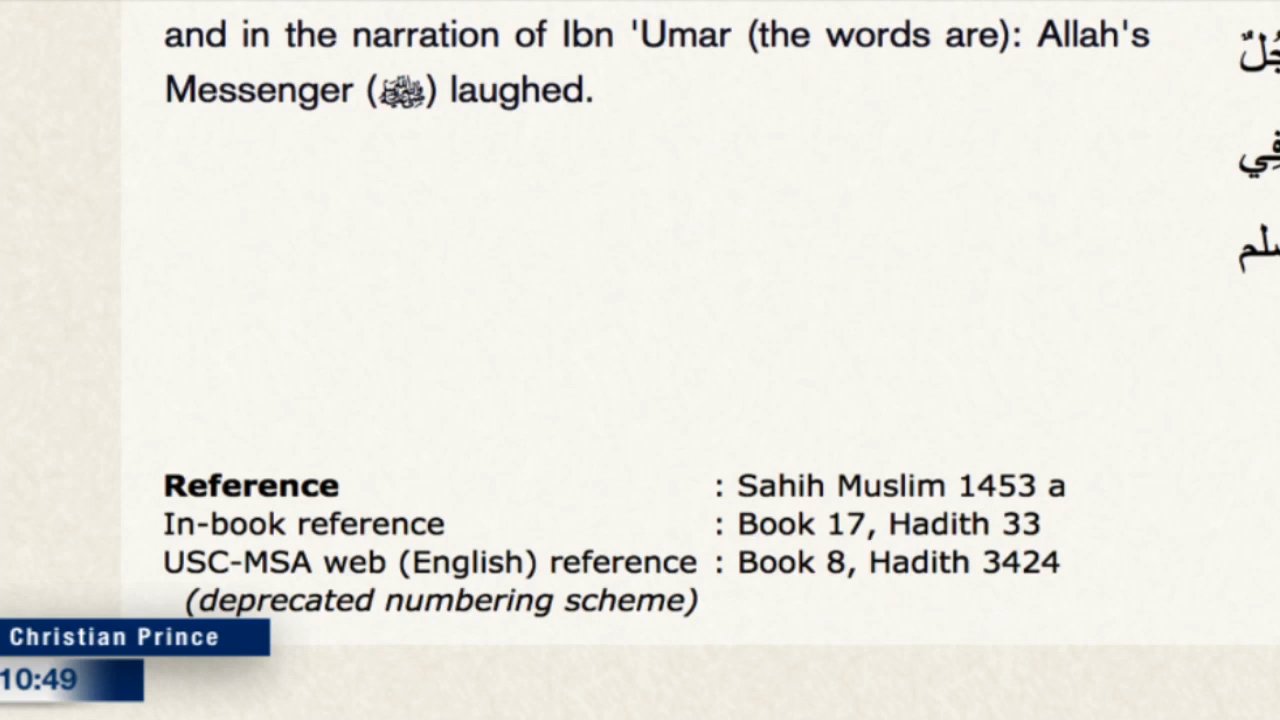 and in the narration of Ibn 'Umar (the words are): Allah's
Messenger (ﷺ) laughed.
في
Reference : Sahih Muslim 1453 a
In-book reference : Book 17, Hadith 33
USC-MSA web (English) reference : Book 8, Hadith 3424
(deprecated numbering scheme)
Christian Prince
10:49